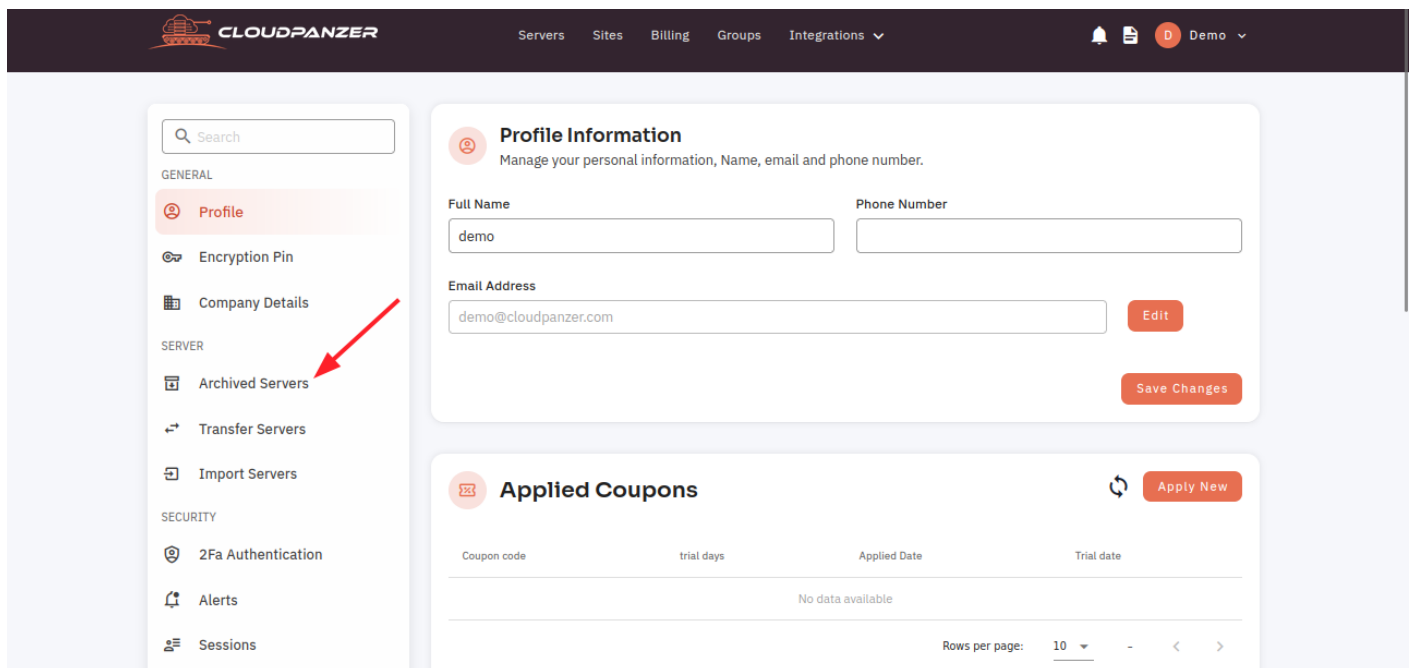 CLOUDPANZER
Servers Sites Billing Groups Integrations
D Demo
Search
GENERAL
Profile
Encryption Pin
Company Details
SERVER
Archived Servers
Transfer Servers
Import Servers
SECURITY
2Fa Authentication
Alerts
Sessions
Profile Information
Manage your personal information, Name, email and phone number.
Full Name Phone Number
demo
Email Address
demo@cloudpanzer.com Edit
Save Changes
Applied Coupons Apply New
Coupon code trial days Applied Date Trial date
No data available
Rows per page: 10 -